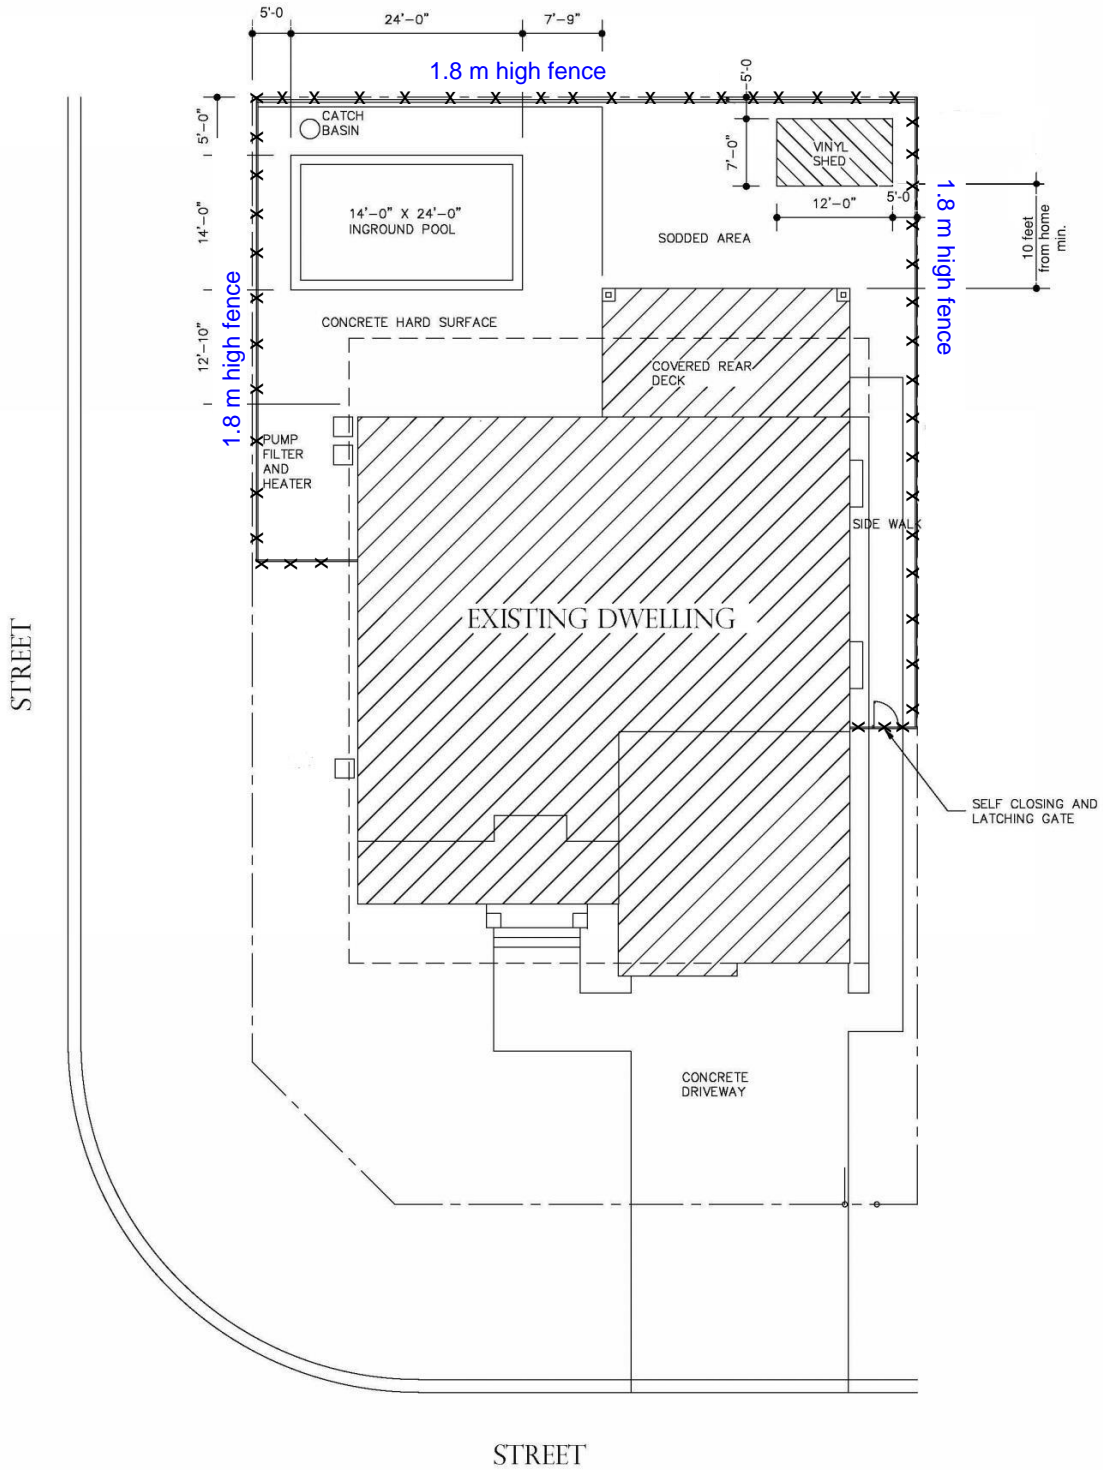 5'-0
24'-0"
7'-9"
1.8 m high fence
5'-0
5'-0"
CATCH
BASIN
7'-0"
VINYL
SHED
14'-0"
14'-0" X 24'-0"
INGROUND POOL
12'-0"
5'-0
1.8 m high fence
10 feet
from home
min.
SODDED AREA
1.8 m high fence
12'-10"
CONCRETE HARD SURFACE
COVERED REAR
DECK
PUMP
FILTER
AND
HEATER
SIDE WALK
EXISTING DWELLING
STREET
SELF CLOSING AND
LATCHING GATE
CONCRETE
DRIVEWAY
STREET